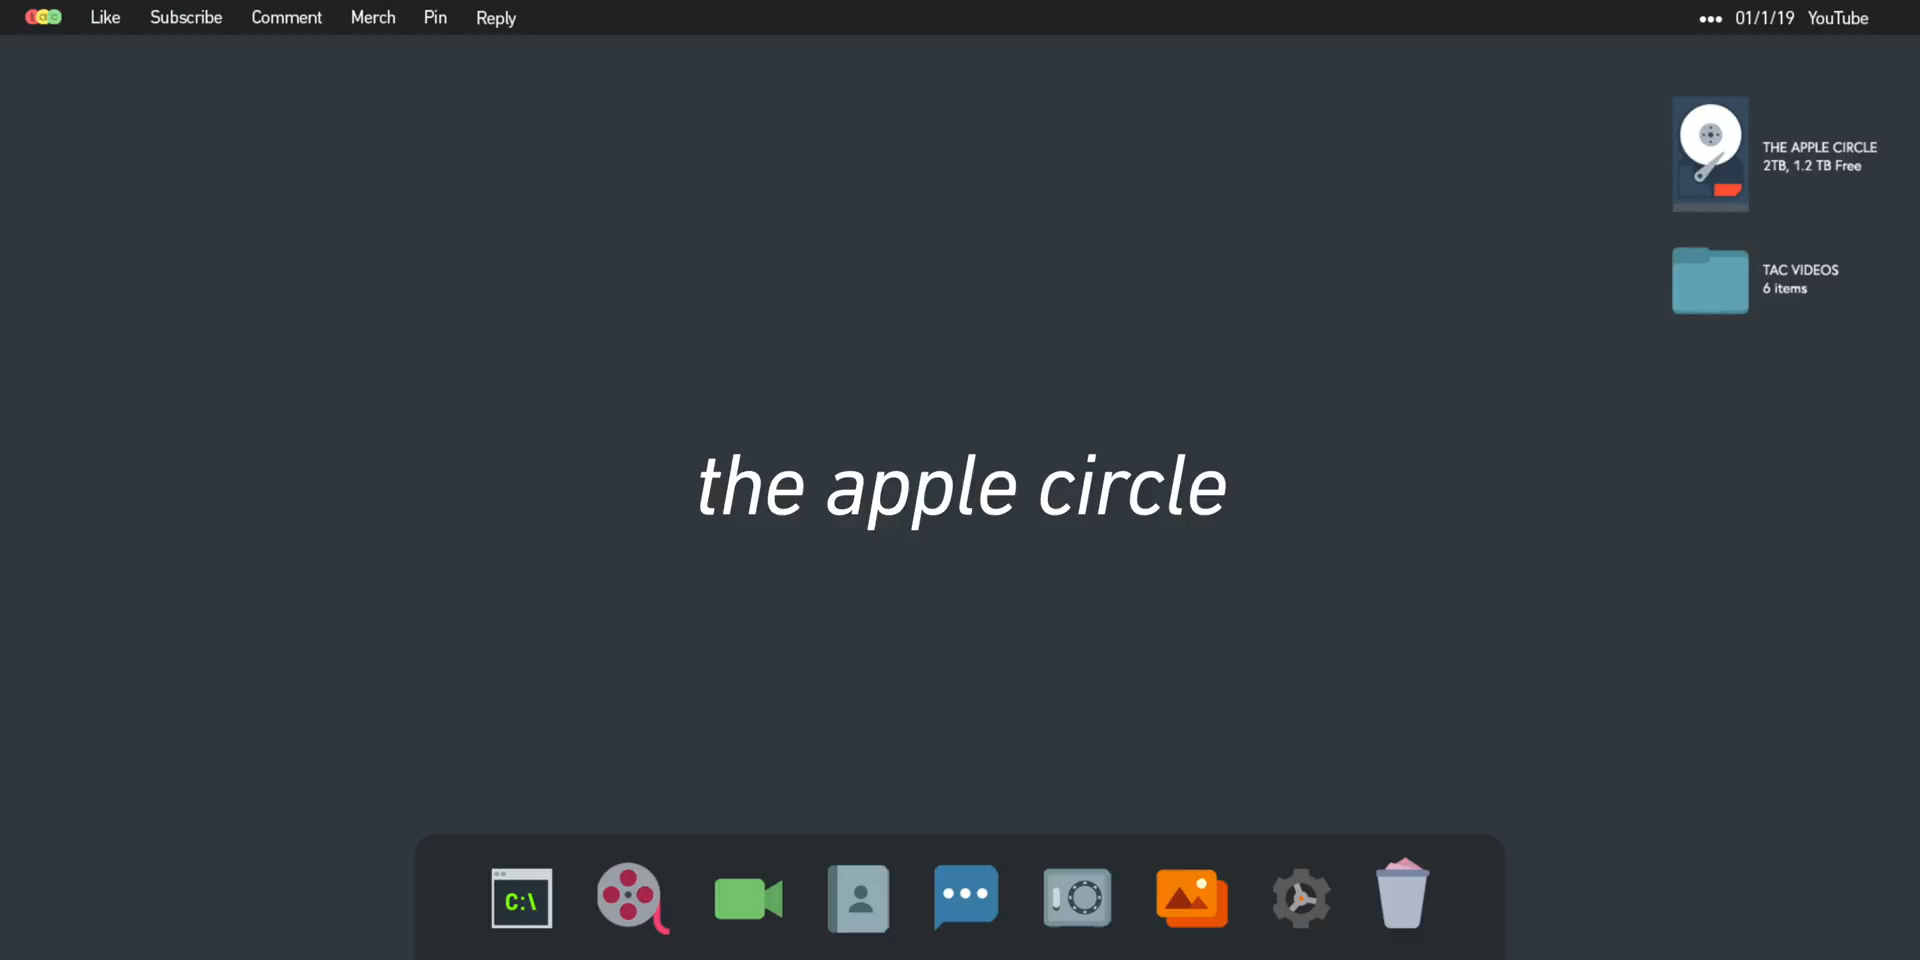 tac Like Subscribe Comment Merch Pin Reply ••• 01/1/19 YouTube
THE APPLE CIRCLE
2TB, 1.2 TB Free
TAC VIDEOS
6 items
the apple circle
C:\